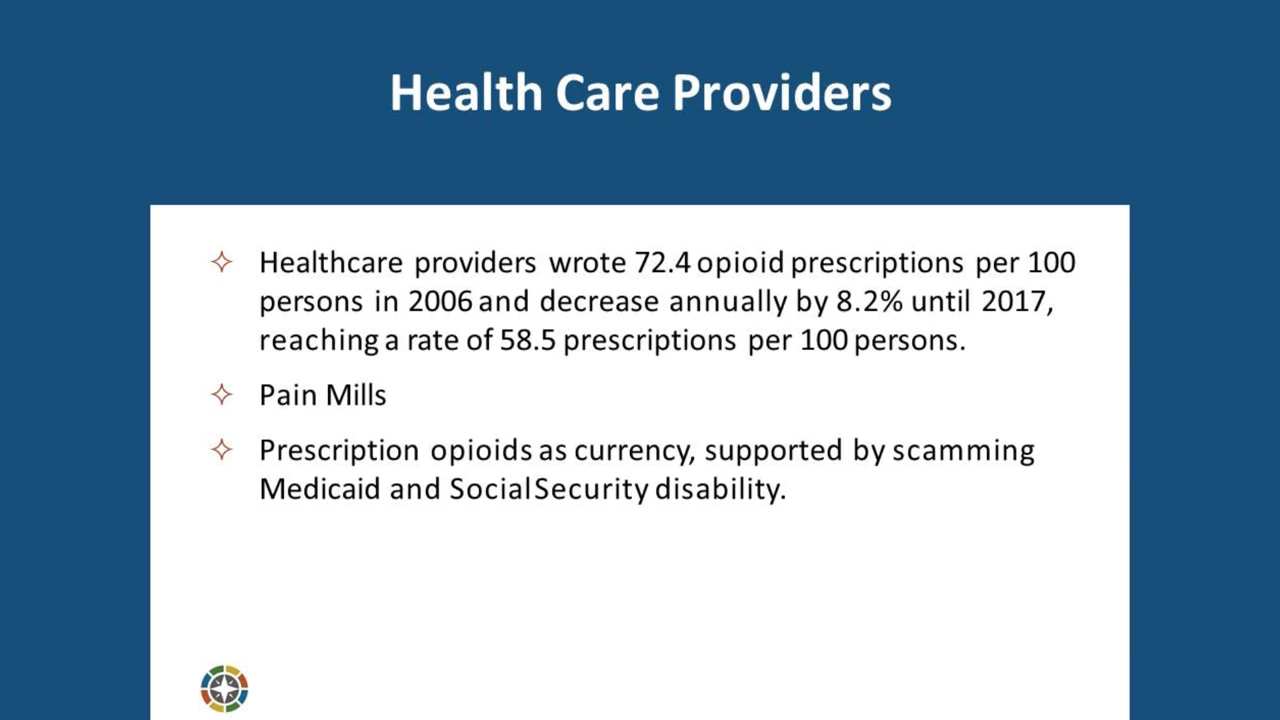 Health Care Providers
Healthcare providers wrote 72.4 opioid prescriptions per 100
persons in 2006 and decrease annually by 8.2% until 2017,
reaching a rate of 58.5 prescriptions per 100 persons.
Pain Mills
Prescription opioids as currency, supported by scamming
Medicaid and Social Security disability.